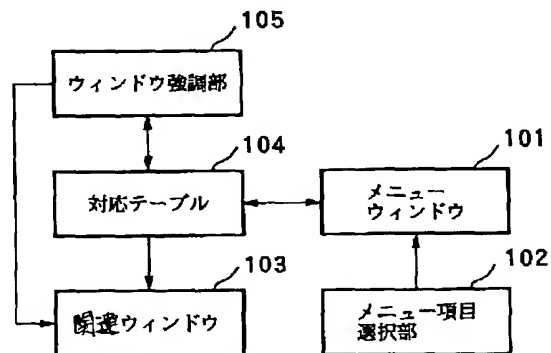 105
ウィンドウ強調部
104
対応テーブル
101
メニュー
ウィンドウ
103
関連ウィンドウ
102
メニュー項目
選択部